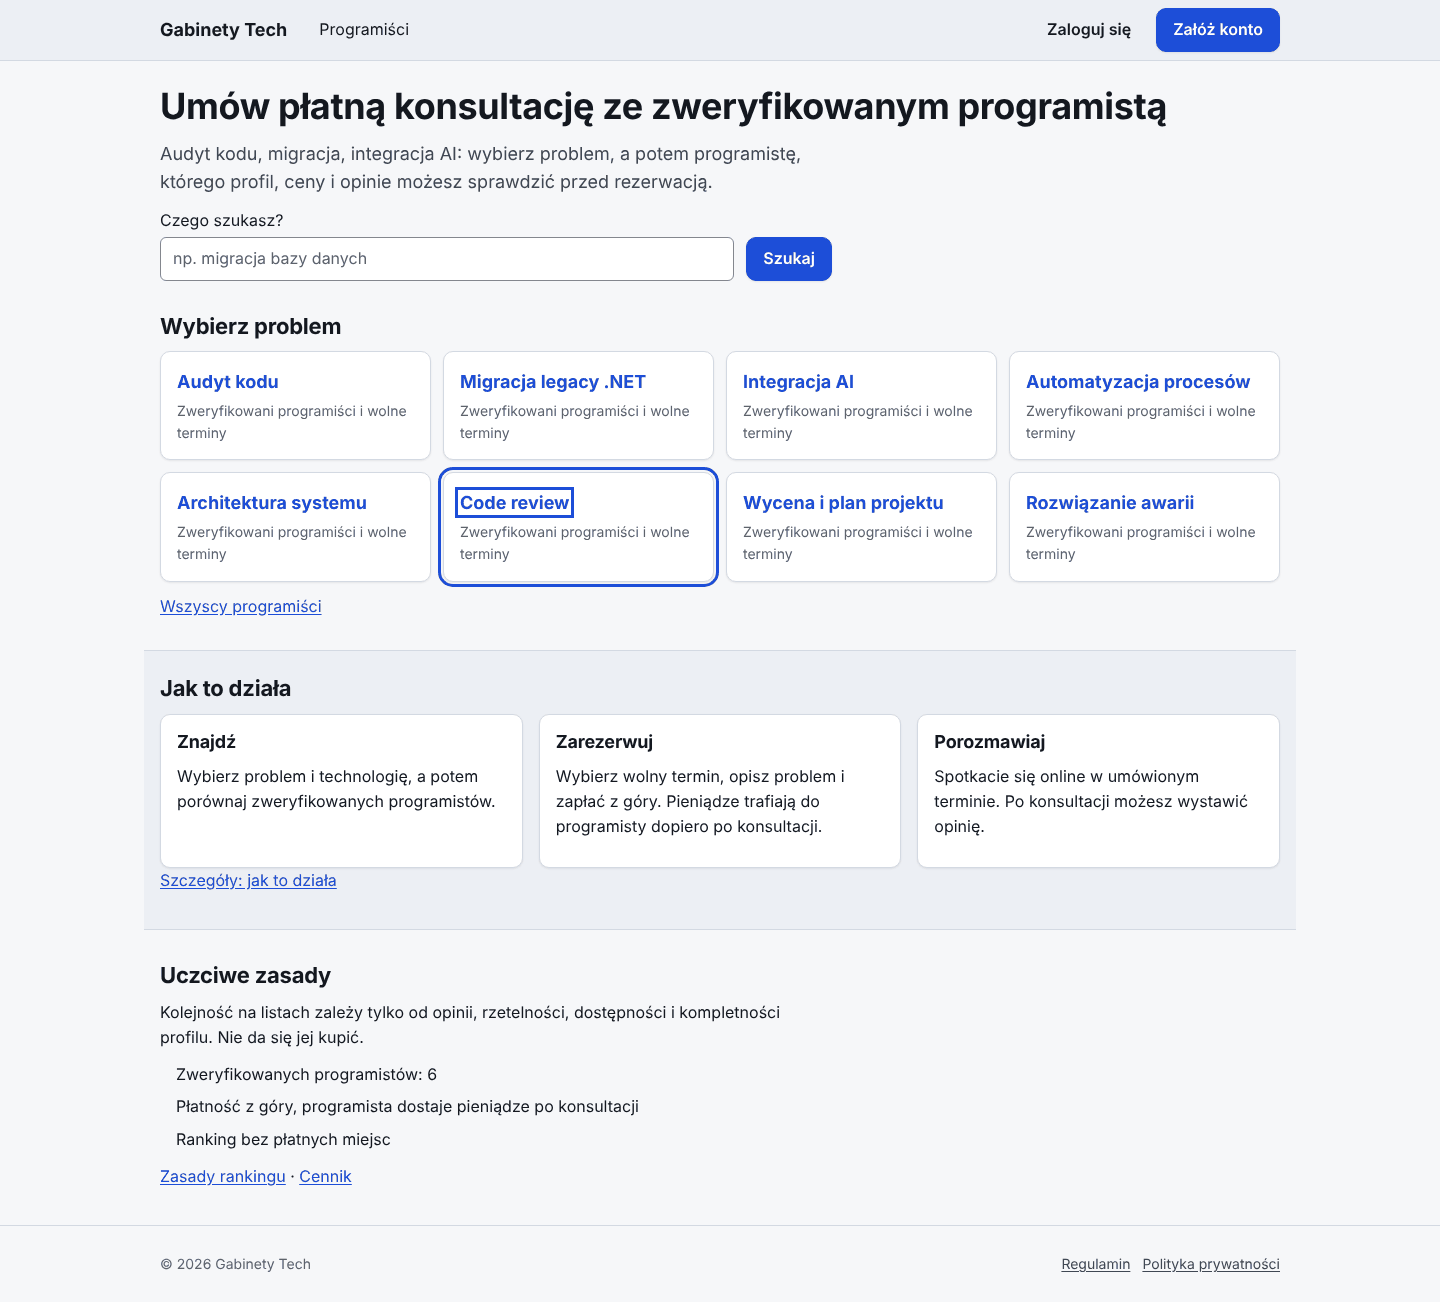 Gabinety Tech
Programiści
Zaloguj się
Załóż konto
Umów płatną konsultację ze zweryfikowanym programistą
Audyt kodu, migracja, integracja AI: wybierz problem, a potem programistę,
którego profil, ceny i opinie możesz sprawdzić przed rezerwacją.
Czego szukasz?
np. migracja bazy danych
Szukaj
Wybierz problem
Audyt kodu
Zweryfikowani programiści i wolne
terminy
Migracja legacy .NET
Zweryfikowani programiści i wolne
terminy
Integracja AI
Zweryfikowani programiści i wolne
terminy
Automatyzacja procesów
Zweryfikowani programiści i wolne
terminy
Architektura systemu
Zweryfikowani programiści i wolne
terminy
Code review
Zweryfikowani programiści i wolne
terminy
Wycena i plan projektu
Zweryfikowani programiści i wolne
terminy
Rozwiązanie awarii
Zweryfikowani programiści i wolne
terminy
Wszyscy programiści
Jak to działa
Znajdź
Wybierz problem i technologię, a potem
porównaj zweryfikowanych programistów.
Zarezerwuj
Wybierz wolny termin, opisz problem i
zapłać z góry. Pieniądze trafiają do
programisty dopiero po konsultacji.
Porozmawiaj
Spotkacie się online w umówionym
terminie. Po konsultacji możesz wystawić
opinię.
Szczegóły: jak to działa
Uczciwe zasady
Kolejność na listach zależy tylko od opinii, rzetelności, dostępności i kompletności
profilu. Nie da się jej kupić.
Zweryfikowanych programistów: 6
Płatność z góry, programista dostaje pieniądze po konsultacji
Ranking bez płatnych miejsc
Zasady rankingu · Cennik
© 2026 Gabinety Tech
Regulamin
Polityka prywatności